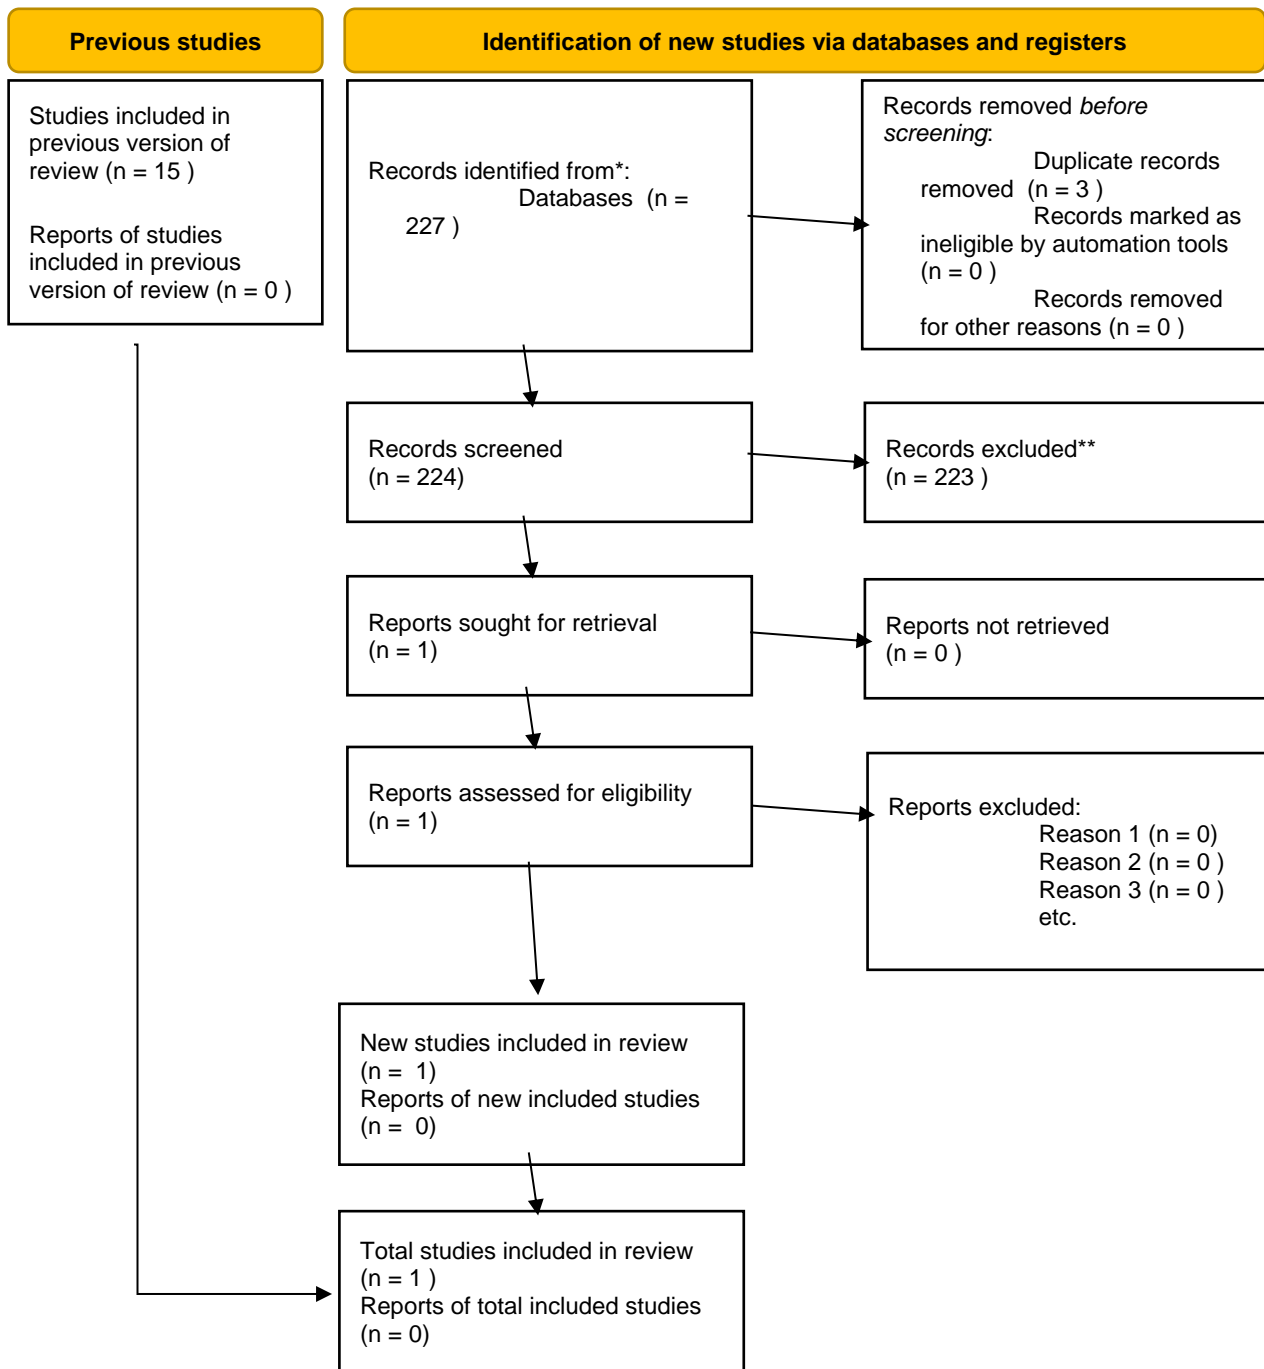 Previous studies
Identification of new studies via databases and registers
Studies included in
previous version of
review (n = 15 )
Reports of studies
included in previous
version of review (n = 0 )
Records identified from*:
Databases  (n =
227 )
Records removed before
screening:
Duplicate records
removed  (n = 3 )
Records marked as
ineligible by automation tools
(n = 0 )
Records removed
for other reasons (n = 0 )
Records screened
(n = 224)
Records excluded**
(n = 223 )
Reports sought for retrieval
(n = 1)
Reports not retrieved
(n = 0 )
Reports assessed for eligibility
(n = 1)
Reports excluded:
Reason 1 (n = 0)
Reason 2 (n = 0 )
Reason 3 (n = 0 )
etc.
New studies included in review
(n =  1)
Reports of new included studies
(n =  0)
Total studies included in review
(n = 1 )
Reports of total included studies
(n = 0)